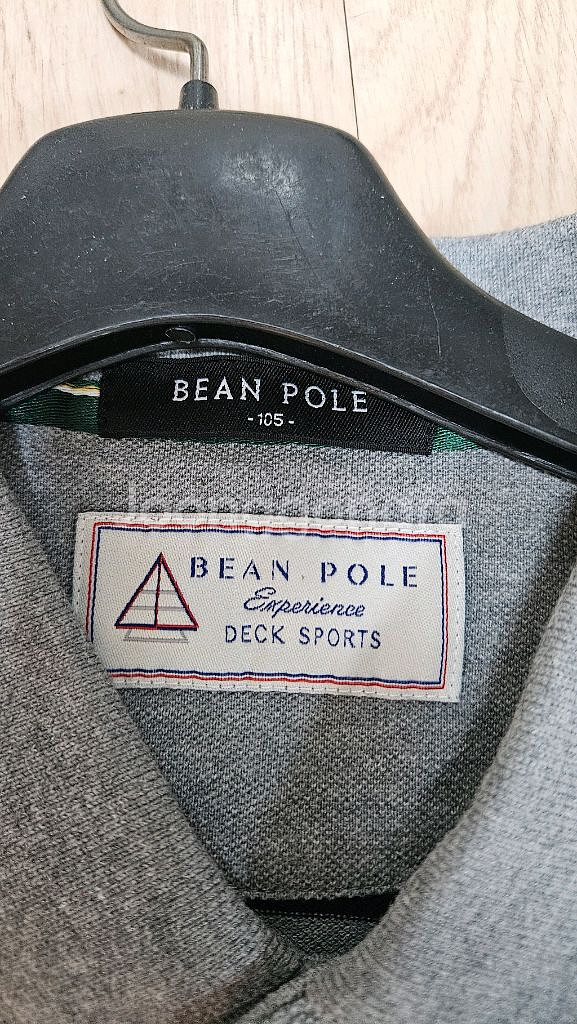 BEAN POLE
- 105 -
BEAN POLE
Experience
DECK SPORTS